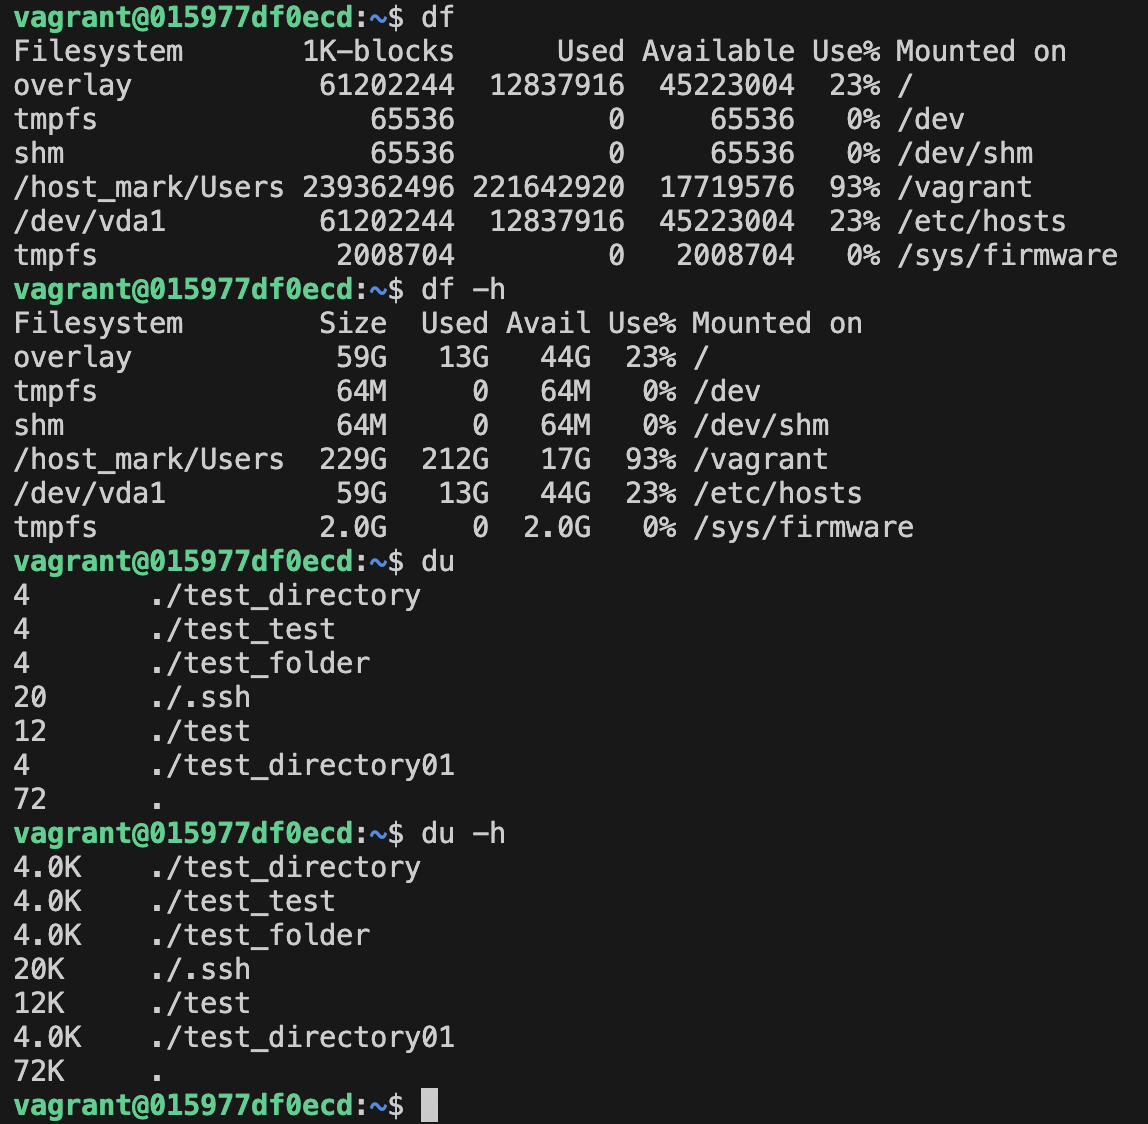 vagrant@015977df0ecd:~$ df
Filesystem       1K-blocks      Used Available Use% Mounted on
overlay           61202244  12837916  45223004  23% /
tmpfs                65536         0     65536   0% /dev
shm                  65536         0     65536   0% /dev/shm
/host_mark/Users 239362496 221642920  17719576  93% /vagrant
/dev/vda1         61202244  12837916  45223004  23% /etc/hosts
tmpfs              2008704         0   2008704   0% /sys/firmware
vagrant@015977df0ecd:~$ df -h
Filesystem        Size  Used Avail Use% Mounted on
overlay            59G   13G   44G  23% /
tmpfs              64M     0   64M   0% /dev
shm                64M     0   64M   0% /dev/shm
/host_mark/Users  229G  212G   17G  93% /vagrant
/dev/vda1          59G   13G   44G  23% /etc/hosts
tmpfs             2.0G     0  2.0G   0% /sys/firmware
vagrant@015977df0ecd:~$ du
4       ./test_directory
4       ./test_test
4       ./test_folder
20      ./.ssh
12      ./test
4       ./test_directory01
72      .
vagrant@015977df0ecd:~$ du -h
4.0K    ./test_directory
4.0K    ./test_test
4.0K    ./test_folder
20K     ./.ssh
12K     ./test
4.0K    ./test_directory01
72K     .
vagrant@015977df0ecd:~$